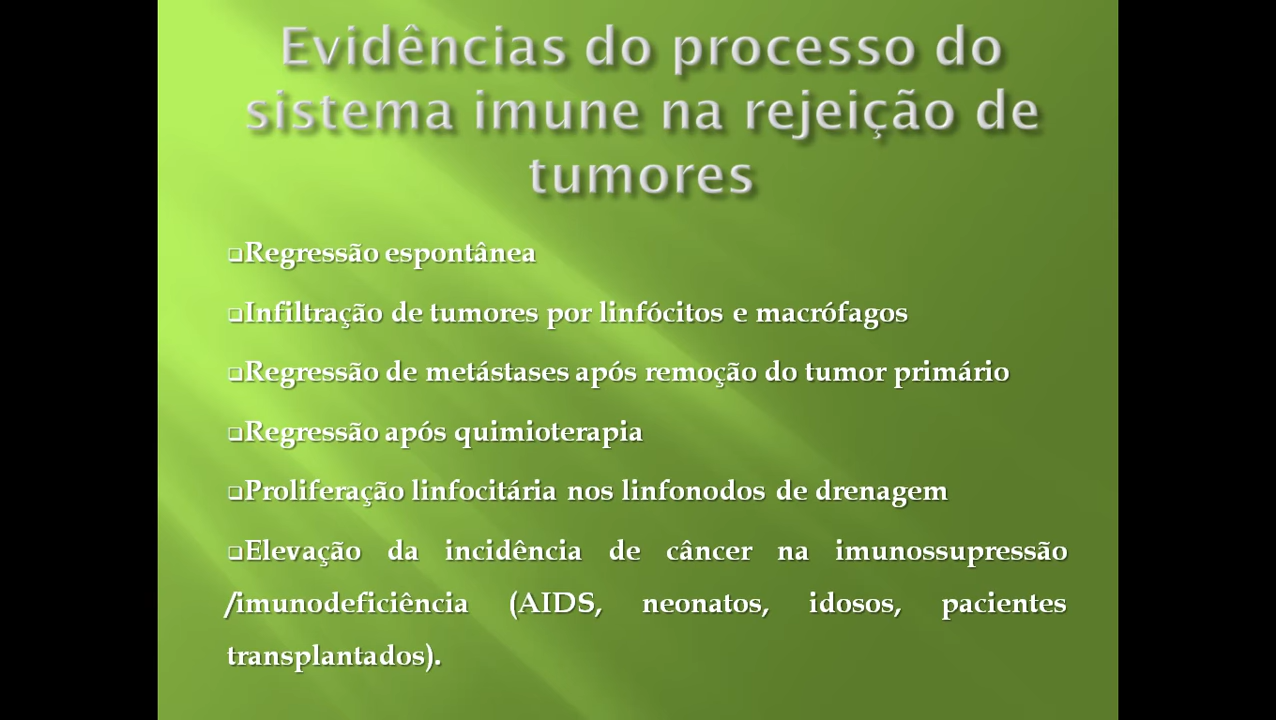 Evidências do processo do
sistema imune na rejeição de
tumores
❑Regressão espontânea
❑Infiltração de tumores por linfócitos e macrófagos
❑Regressão de metástases após remoção do tumor primário
❑Regressão após quimioterapia
❑Proliferação linfocitária nos linfonodos de drenagem
❑Elevação da incidência de câncer na imunossupressão
/imunodeficiência (AIDS, neonatos, idosos, pacientes
transplantados).